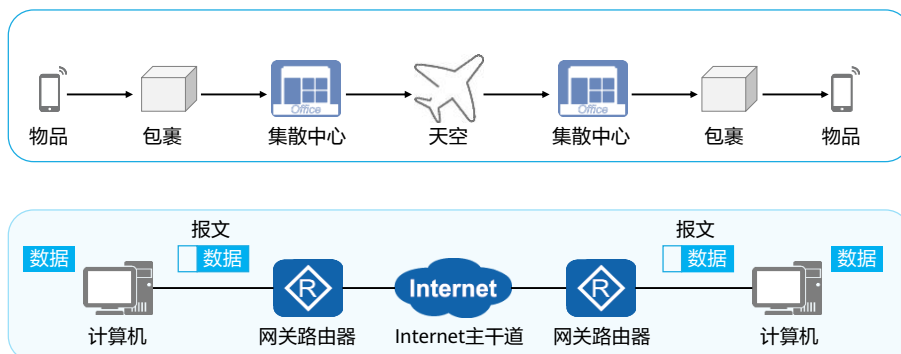 Office
Office
物品
包裹
集散中心
天空
集散中心
包裹
物品
报文
报文
数据
数据
数据
数据
R
Internet
R
计算机
网关路由器
Internet主干道
网关路由器
计算机